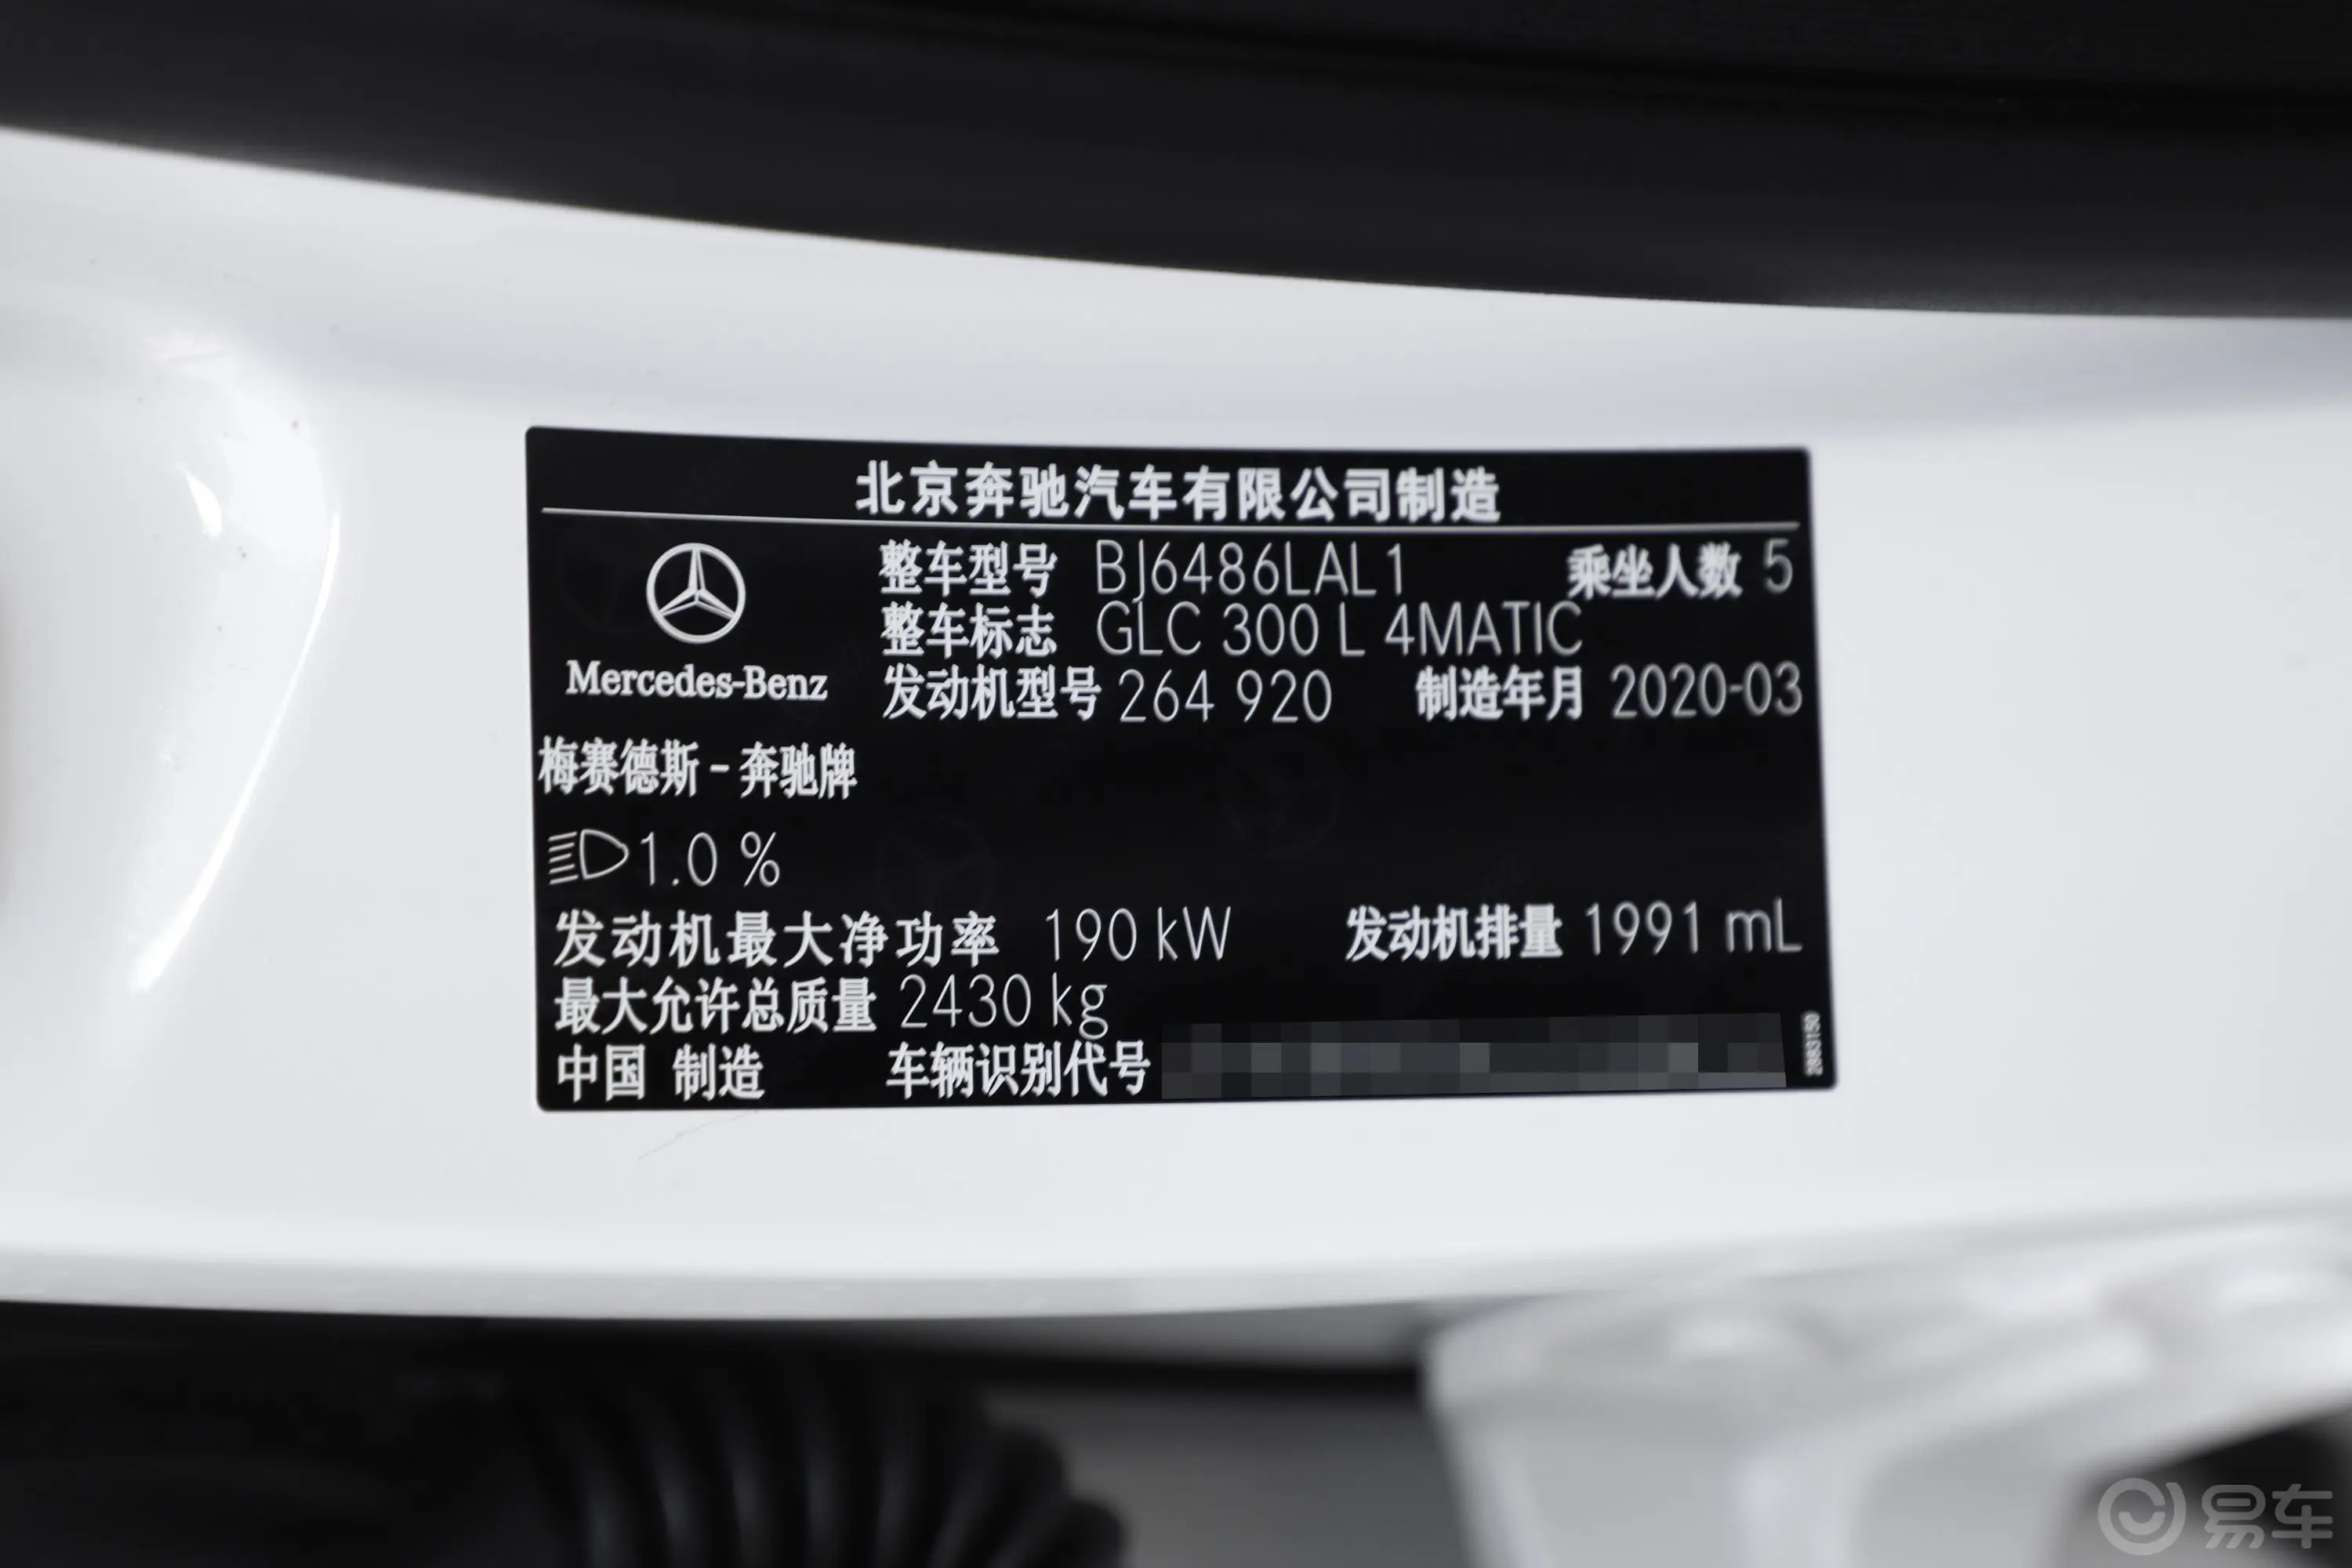 北京奔驰汽车有限公司制造
整车型号 BJ6486LAL1 乘坐人数 5
整车标志 GLC 300 L 4MATIC
Mercedes-Benz 发动机型号 264 920 制造年月 2020-03
梅赛德斯-奔驰牌
1.0 %
发动机最大净功率 190 kW 发动机排量 1991 mL
最大允许总质量 2430 kg
中国 制造 车辆识别代号
2863150
易车